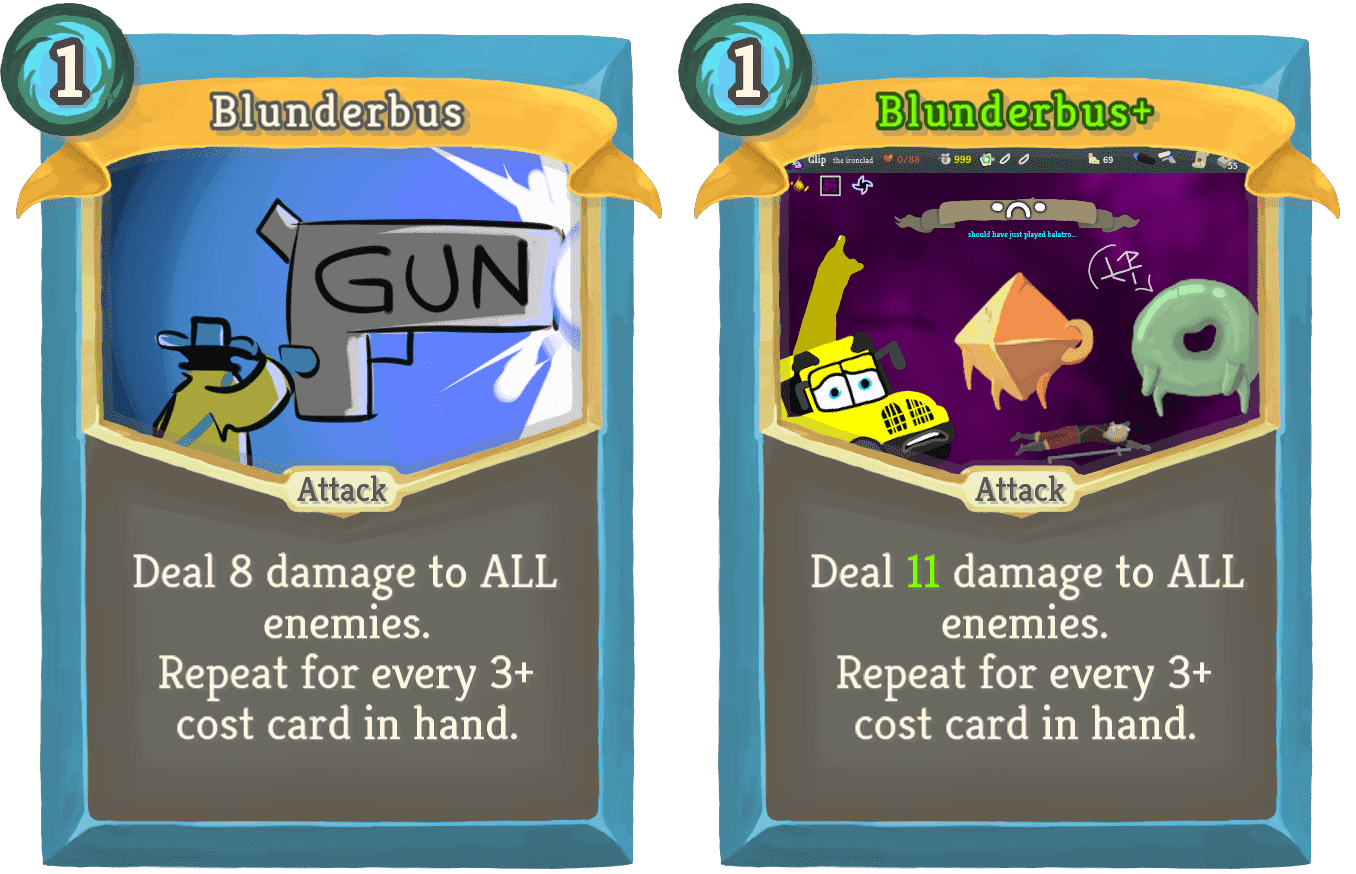 1
Blunderbus
GUN
Attack
Deal 8 damage to ALL
enemies.
Repeat for every 3+
cost card in hand.
1
Blunderbus+
Glip the ironclad 0/88 999 69 55
should have just played balatro...
Attack
Deal 11 damage to ALL
enemies.
Repeat for every 3+
cost card in hand.